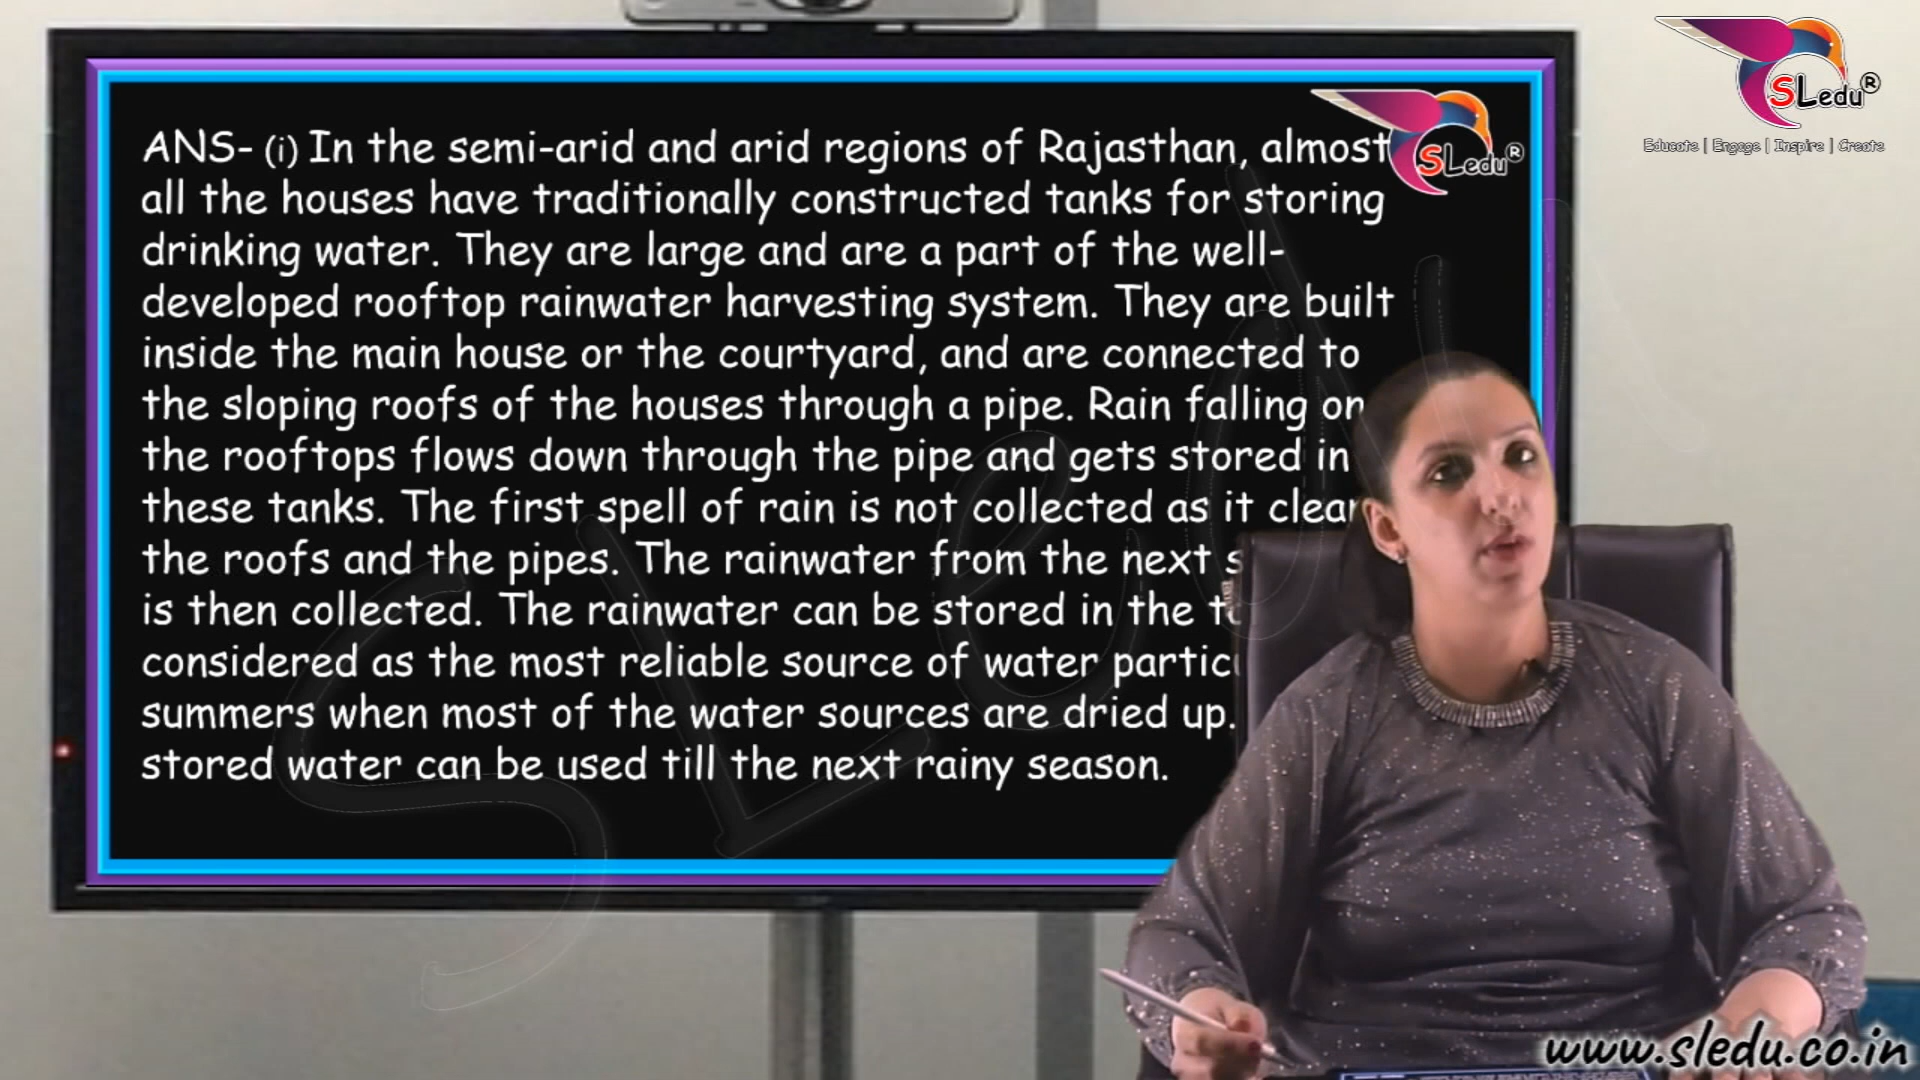 ANS- (i) In the semi-arid and arid regions of Rajasthan, almost
all the houses have traditionally constructed tanks for storing
drinking water. They are large and are a part of the well-
developed rooftop rainwater harvesting system. They are built
inside the main house or the courtyard, and are connected to
the sloping roofs of the houses through a pipe. Rain falling on
the rooftops flows down through the pipe and gets stored in
these tanks. The first spell of rain is not collected as it
the roofs and the pipes. The rainwater from the next
is then collected. The rainwater can be stored in the
considered as the most reliable source of water
summers when most of the water sources are dried up.
stored water can be used till the next rainy season.
SLedu®
SLedu®
Educate | Engage | Inspire | Create
SLedu
www.sledu.co.in